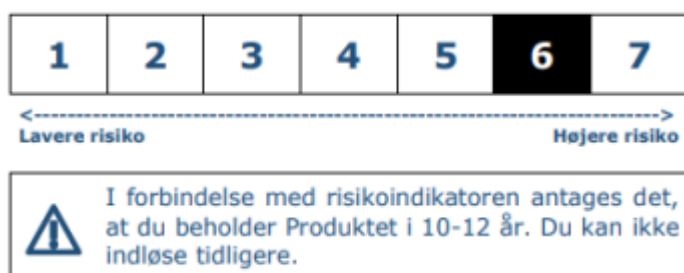 1 2 3 4 5 6 7
<-------------------------------------------------------------------------->
Lavere risiko Højere risiko
I forbindelse med risikoindikatoren antages det,
at du beholder Produktet i 10-12 år. Du kan ikke
indløse tidligere.